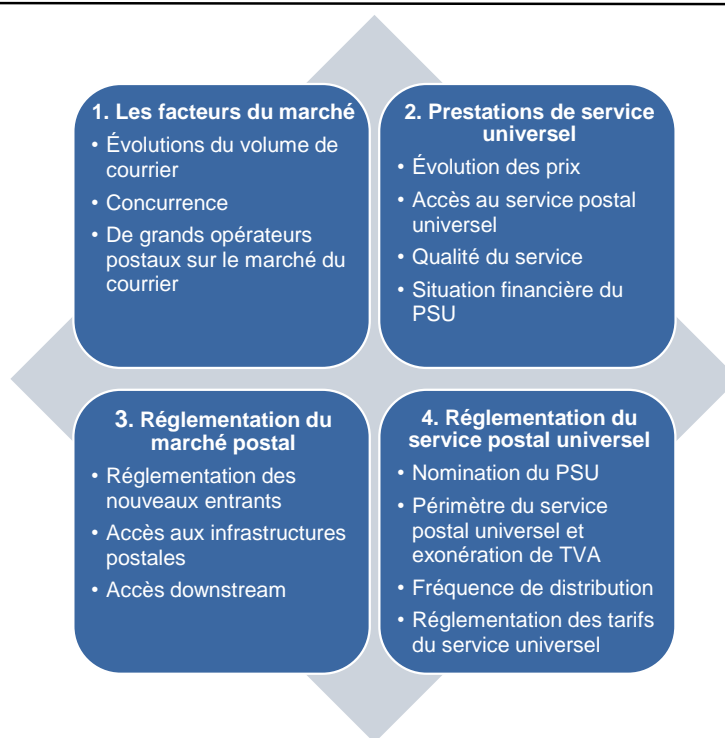 1. Les facteurs du marché
• Évolutions du volume de
courrier
• Concurrence
• De grands opérateurs
postaux sur le marché du
courrier
2. Prestations de service
universel
• Évolution des prix
• Accès au service postal
universel
• Qualité du service
• Situation financière du
PSU
3. Réglementation du
marché postal
• Réglementation des
nouveaux entrants
• Accès aux infrastructures
postales
• Accès downstream
4. Réglementation du
service postal universel
• Nomination du PSU
• Périmètre du service
postal universel et
exonération de TVA
• Fréquence de distribution
• Réglementation des tarifs
du service universel